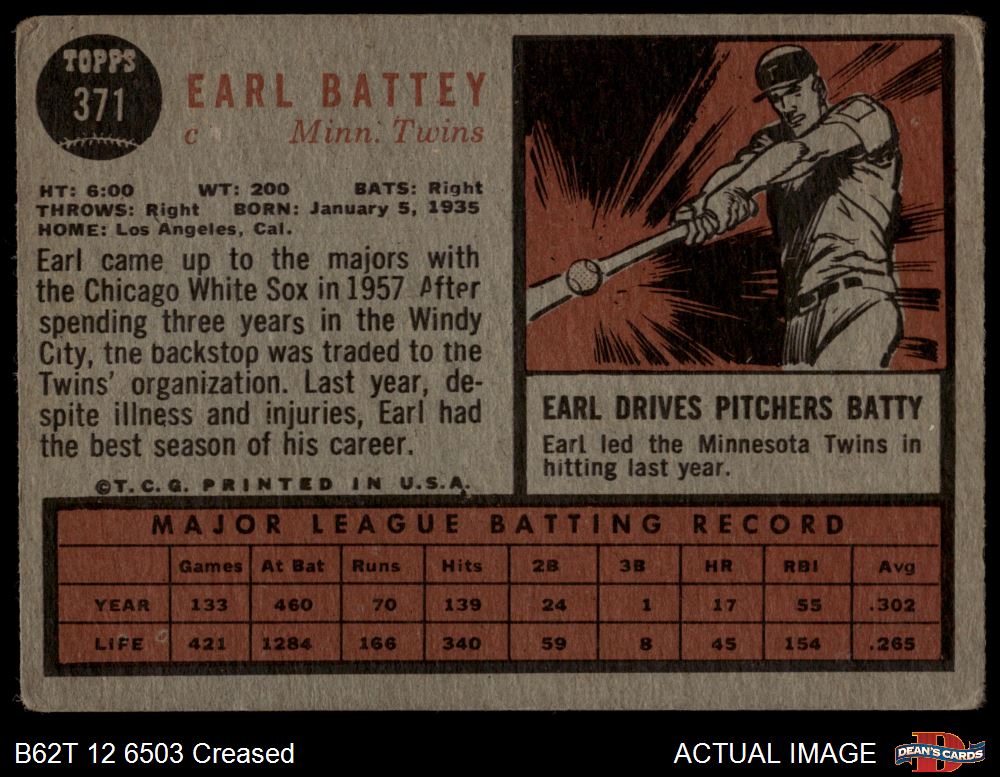 TOPPS
371
EARL BATTEY
c Minn. Twins
HT: 6:00 WT: 200 BATS: Right
THROWS: Right BORN: January 5, 1935
HOME: Los Angeles, Cal.
Earl came up to the majors with
the Chicago White Sox in 1957 After
spending three years in the Windy
City, the backstop was traded to the
Twins' organization. Last year, de-
spite illness and injuries, Earl had
the best season of his career.
©T. C. G. PRINTED IN U.S.A.
T
EARL DRIVES PITCHERS BATTY
Earl led the Minnesota Twins in
hitting last year.
MAJOR LEAGUE BATTING RECORD
Games At Bat Runs Hits 2B 3B HR RBI Avg
YEAR 133 460 70 139 24 1 17 55 .302
LIFE 421 1284 166 340 59 8 45 154 .265
B62T 12 6503 Creased ACTUAL IMAGE
D
DEAN'S CARDS